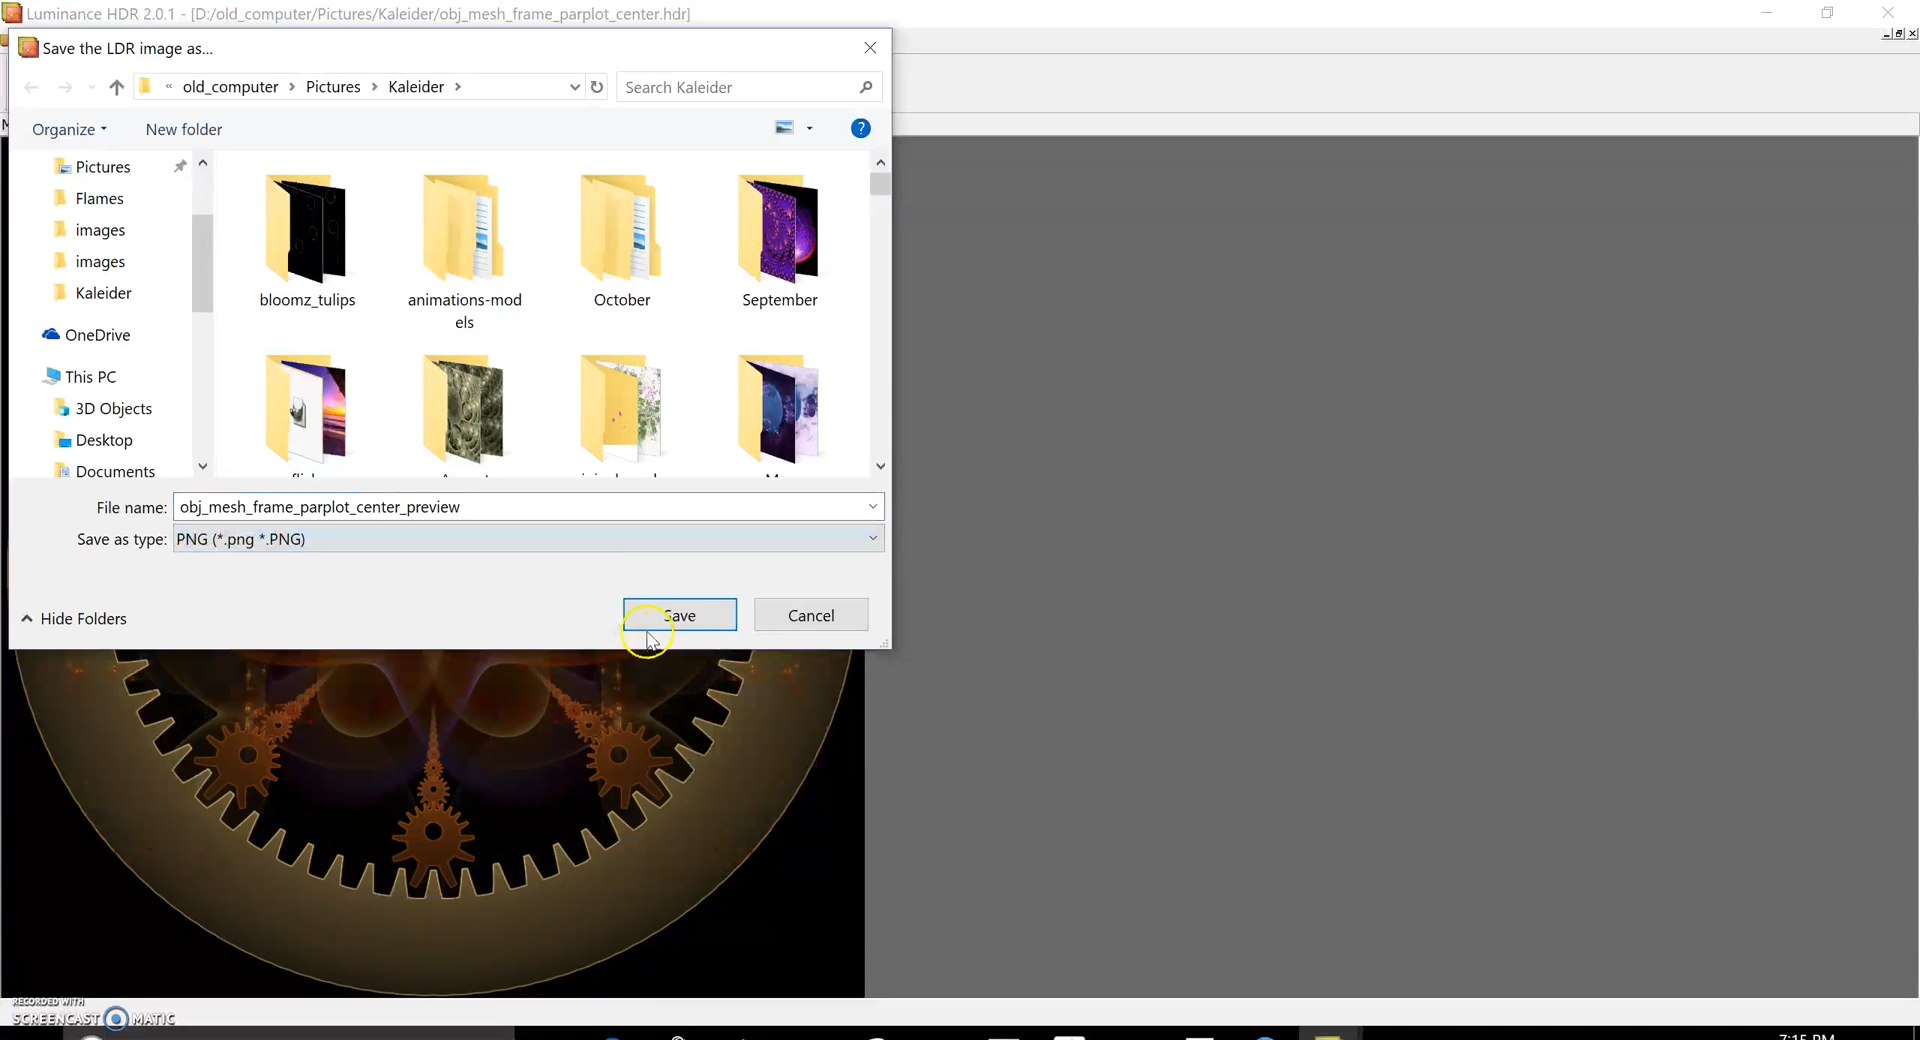 Luminance HDR 2.0.1 - [D:/old_computer/Pictures/Kaleider/obj_mesh_frame_parplot_center.hdr]
Save the LDR image as...
« old_computer > Pictures > Kaleider >
Search Kaleider
Organize
New folder
Pictures
Flames
images
images
Kaleider
OneDrive
This PC
3D Objects
Desktop
Documents
bloomz_tulips
animations-mod
els
October
September
File name: obj_mesh_frame_parplot_center_preview
Save as type: PNG (*.png *.PNG)
Hide Folders
Save
Cancel
RECORDED WITH
SCREENCAST MATIC
7:15 PM